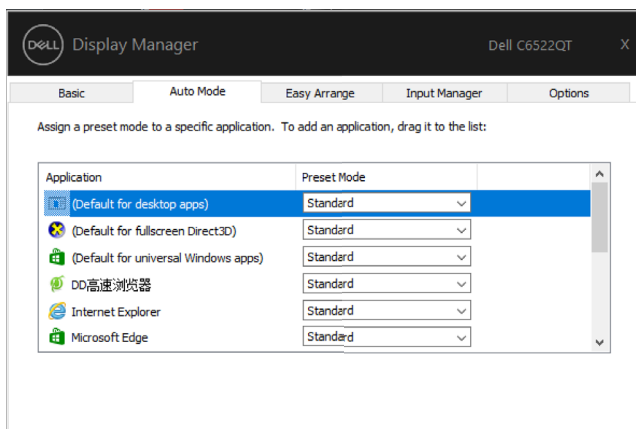 DELL Display Manager Dell C6522QT X
Basic Auto Mode Easy Arrange Input Manager Options
Assign a preset mode to a specific application. To add an application, drag it to the list:
Application Preset Mode
(Default for desktop apps) Standard
(Default for fullscreen Direct3D) Standard
(Default for universal Windows apps) Standard
DD高速浏览器 Standard
Internet Explorer Standard
Microsoft Edge Standard